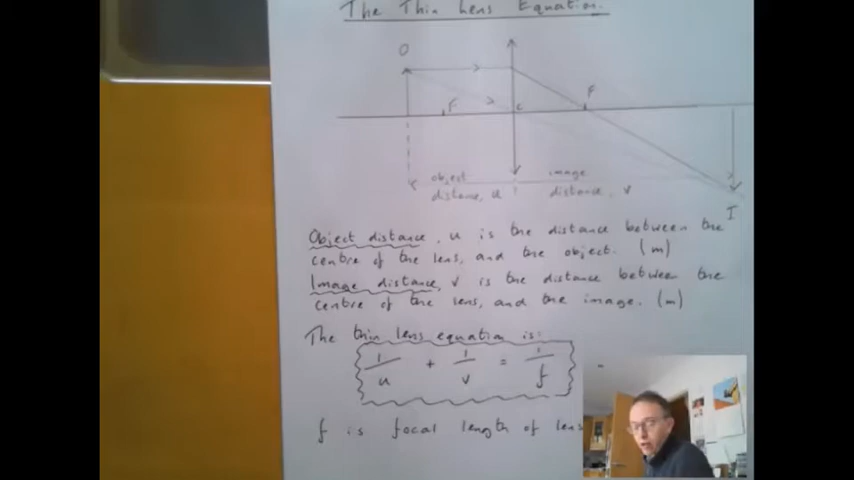 The Thin Lens Equation.
O
F
F
c
object
distance, u
image
distance, v
I
Object distance, u is the distance between the
centre of the lens, and the object. (m)
Image distance, v is the distance between the
centre of the lens, and the image. (m)
The thin lens equation is:
1/u + 1/v = 1/f
f is focal length of lens